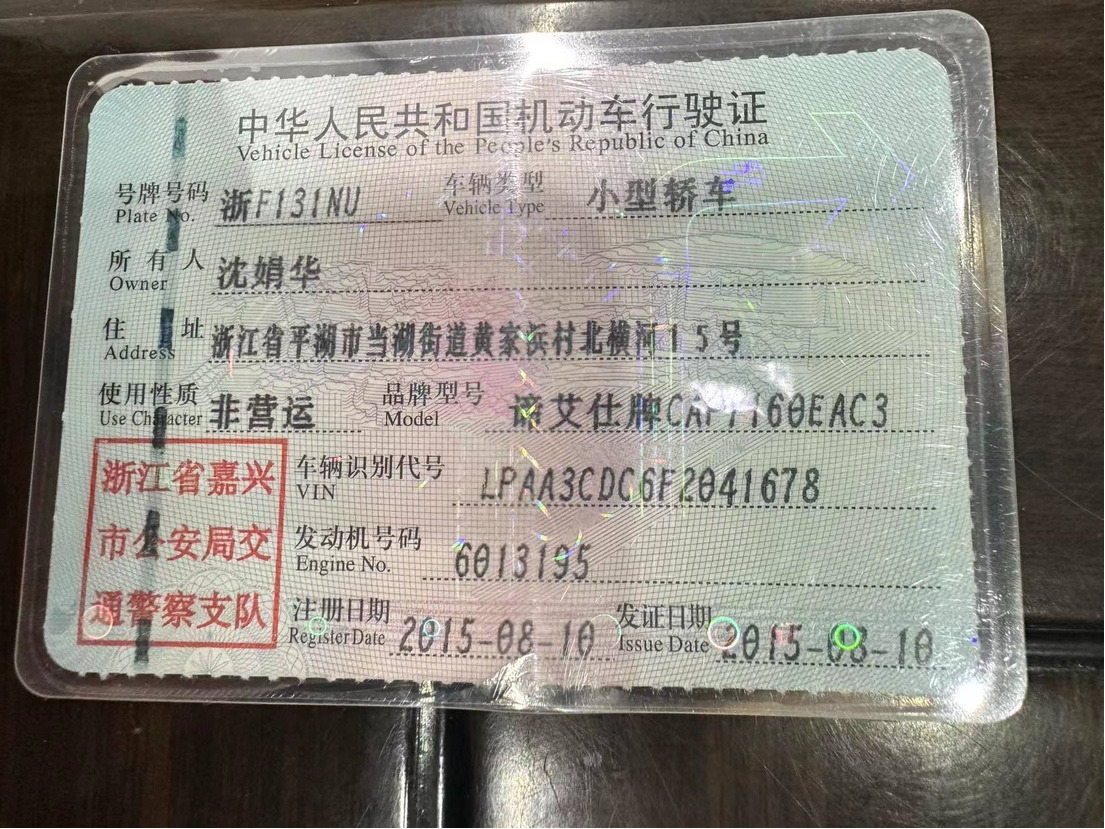 中华人民共和国机动车行驶证
Vehicle License of the People's Republic of China
号牌号码 浙F131NU 车辆类型 小型轿车
Plate No. Vehicle Type
所有人 沈娟华
Owner
住址 浙江省平湖市当湖街道黄家浜村北横河15号
Address
使用性质 非营运 品牌型号 谛艾仕牌CAF7160EAC3
Use Character Model
浙江省嘉兴
市公安局交
通警察支队
车辆识别代号 LPAA3CDC6F2041678
VIN
发动机号码 6013195
Engine No.
注册日期 2015-08-10 发证日期 2015-08-10
Register Date Issue Date